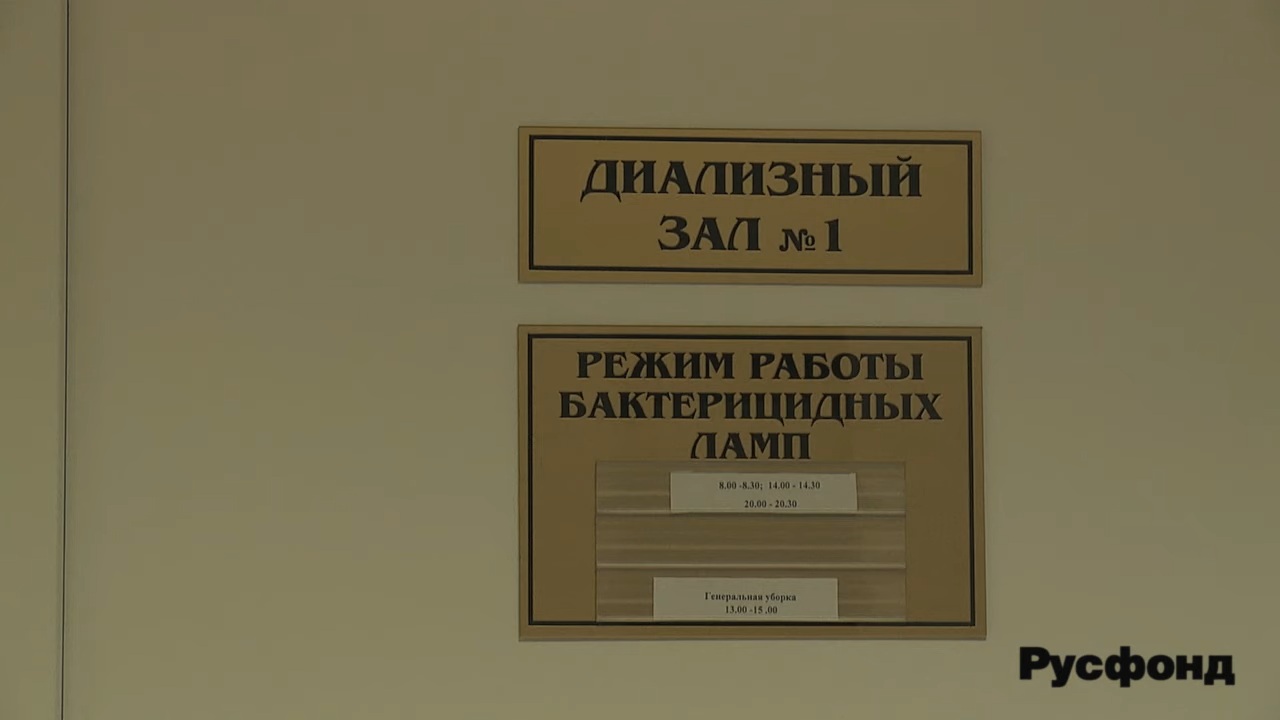 ДИАЛИЗНЫЙ
ЗАЛ №1
РЕЖИМ РАБОТЫ
БАКТЕРИЦИДНЫХ
ЛАМП
8.00 -8.30; 14.00 - 14.30
20.00 - 20.30
Генеральная уборка
13.00 -15 .00
Русфонд